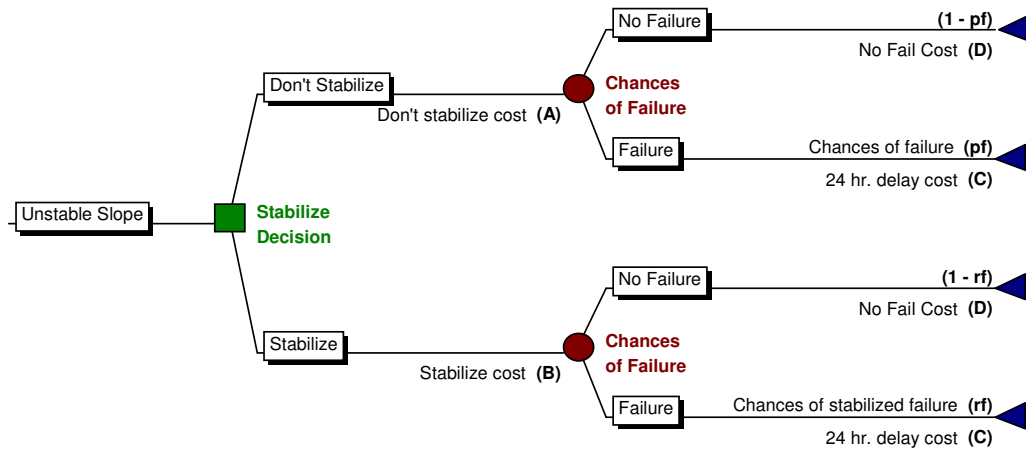 No Failure
(1 - pf)
No Fail Cost (D)
Don't Stabilize
Don't stabilize cost (A)
Chances
of Failure
Failure
Chances of failure (pf)
24 hr. delay cost (C)
Unstable Slope
Stabilize
Decision
No Failure
(1 - rf)
No Fail Cost (D)
Stabilize
Stabilize cost (B)
Chances
of Failure
Failure
Chances of stabilized failure (rf)
24 hr. delay cost (C)